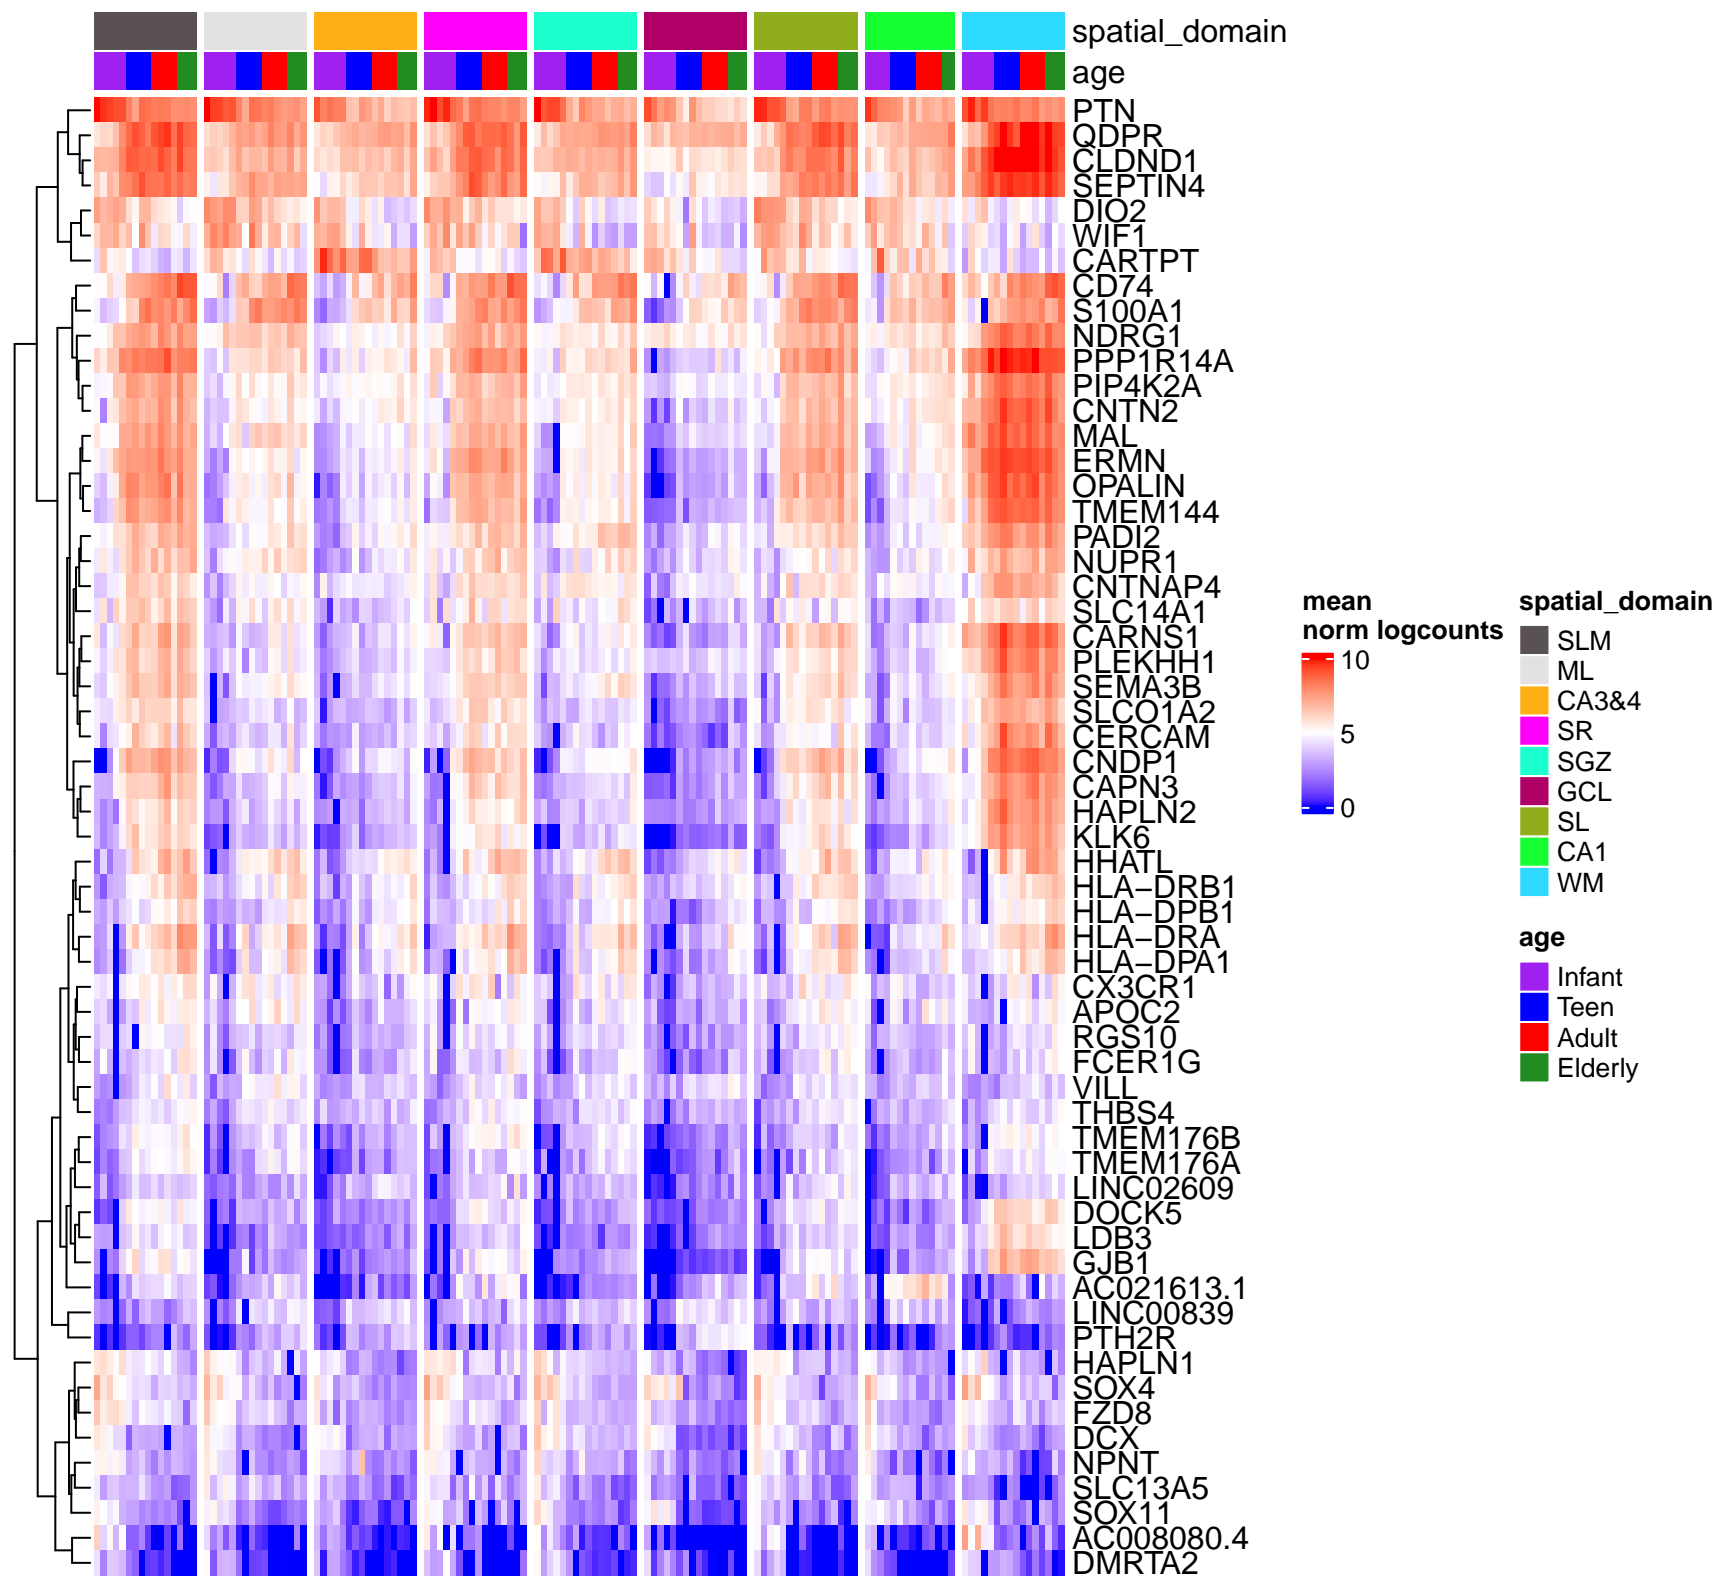 spatial_domain
age
PTN
QDPR
CLDND1
SEPTIN4
DIO2
WIF1
CARTPT
CD74
S100A1
NDRG1
PPP1R14A
PIP4K2A
CNTN2
MAL
ERMN
OPALIN
TMEM144
PADI2
NUPR1
CNTNAP4
SLC14A1
CARNS1
PLEKHH1
SEMA3B
SLCO1A2
CERCAM
CNDP1
CAPN3
HAPLN2
KLK6
HHATL
HLA−DRB1
HLA−DPB1
HLA−DRA
HLA−DPA1
CX3CR1
APOC2
RGS10
FCER1G
VILL
THBS4
TMEM176B
TMEM176A
LINC02609
DOCK5
LDB3
GJB1
AC021613.1
LINC00839
PTH2R
HAPLN1
SOX4
FZD8
DCX
NPNT
SLC13A5
SOX11
AC008080.4
DMRTA2
mean
norm logcounts
10
5
0
spatial_domain
SLM
ML
CA3&4
SR
SGZ
GCL
SL
CA1
WM
age
Infant
Teen
Adult
Elderly